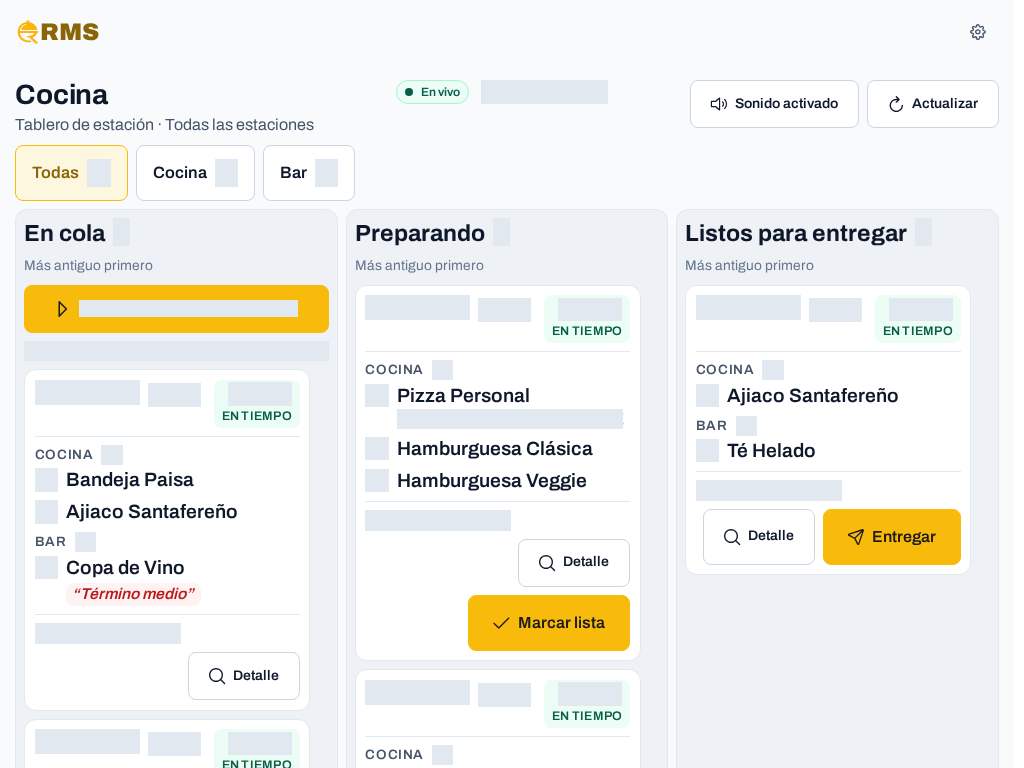 RMS
Cocina
En vivo
Sonido activado
Actualizar
Tablero de estación · Todas las estaciones
Todas
Cocina
Bar
En cola
Más antiguo primero
EN TIEMPO
COCINA
Bandeja Paisa
Ajiaco Santafereño
BAR
Copa de Vino
“Término medio”
Detalle
EN TIEMPO
Preparando
Más antiguo primero
EN TIEMPO
COCINA
Pizza Personal
Hamburguesa Clásica
Hamburguesa Veggie
Detalle
Marcar lista
EN TIEMPO
COCINA
Listos para entregar
Más antiguo primero
EN TIEMPO
COCINA
Ajiaco Santafereño
BAR
Té Helado
Detalle
Entregar